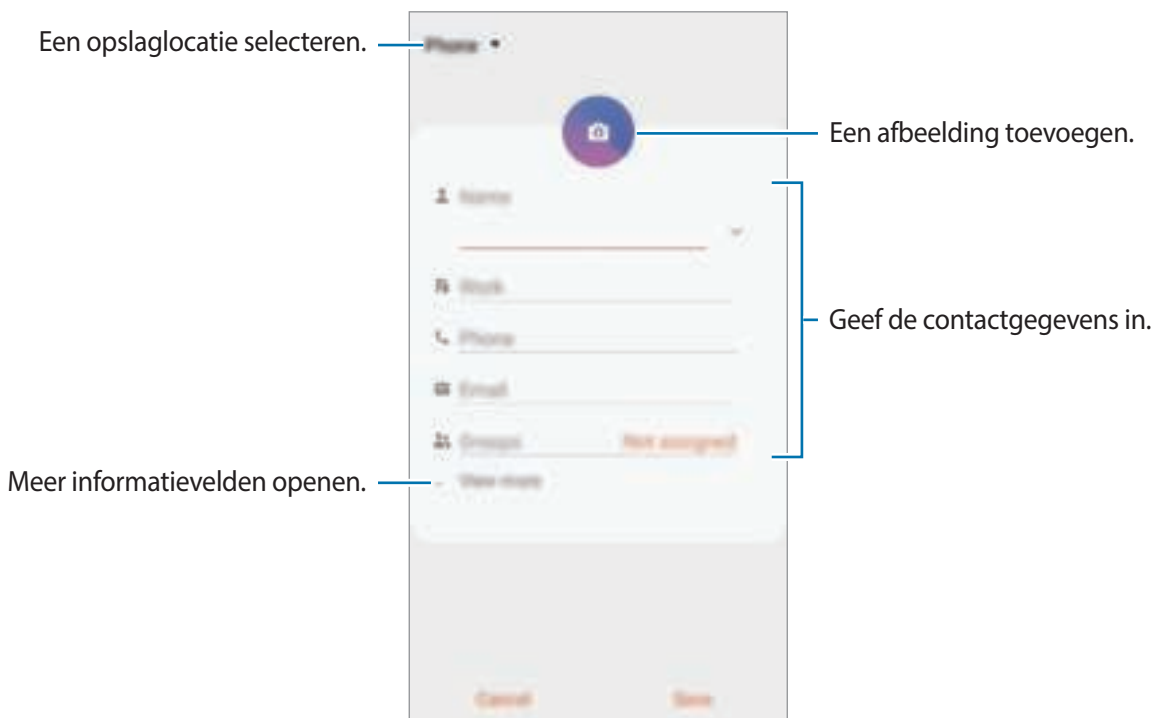 Een opslaglocatie selecteren.
Phone
Een afbeelding toevoegen.
Name
Work
Phone
Geef de contactgegevens in.
Email
Groups Not assigned
Meer informatievelden openen.
View more
Cancel Save